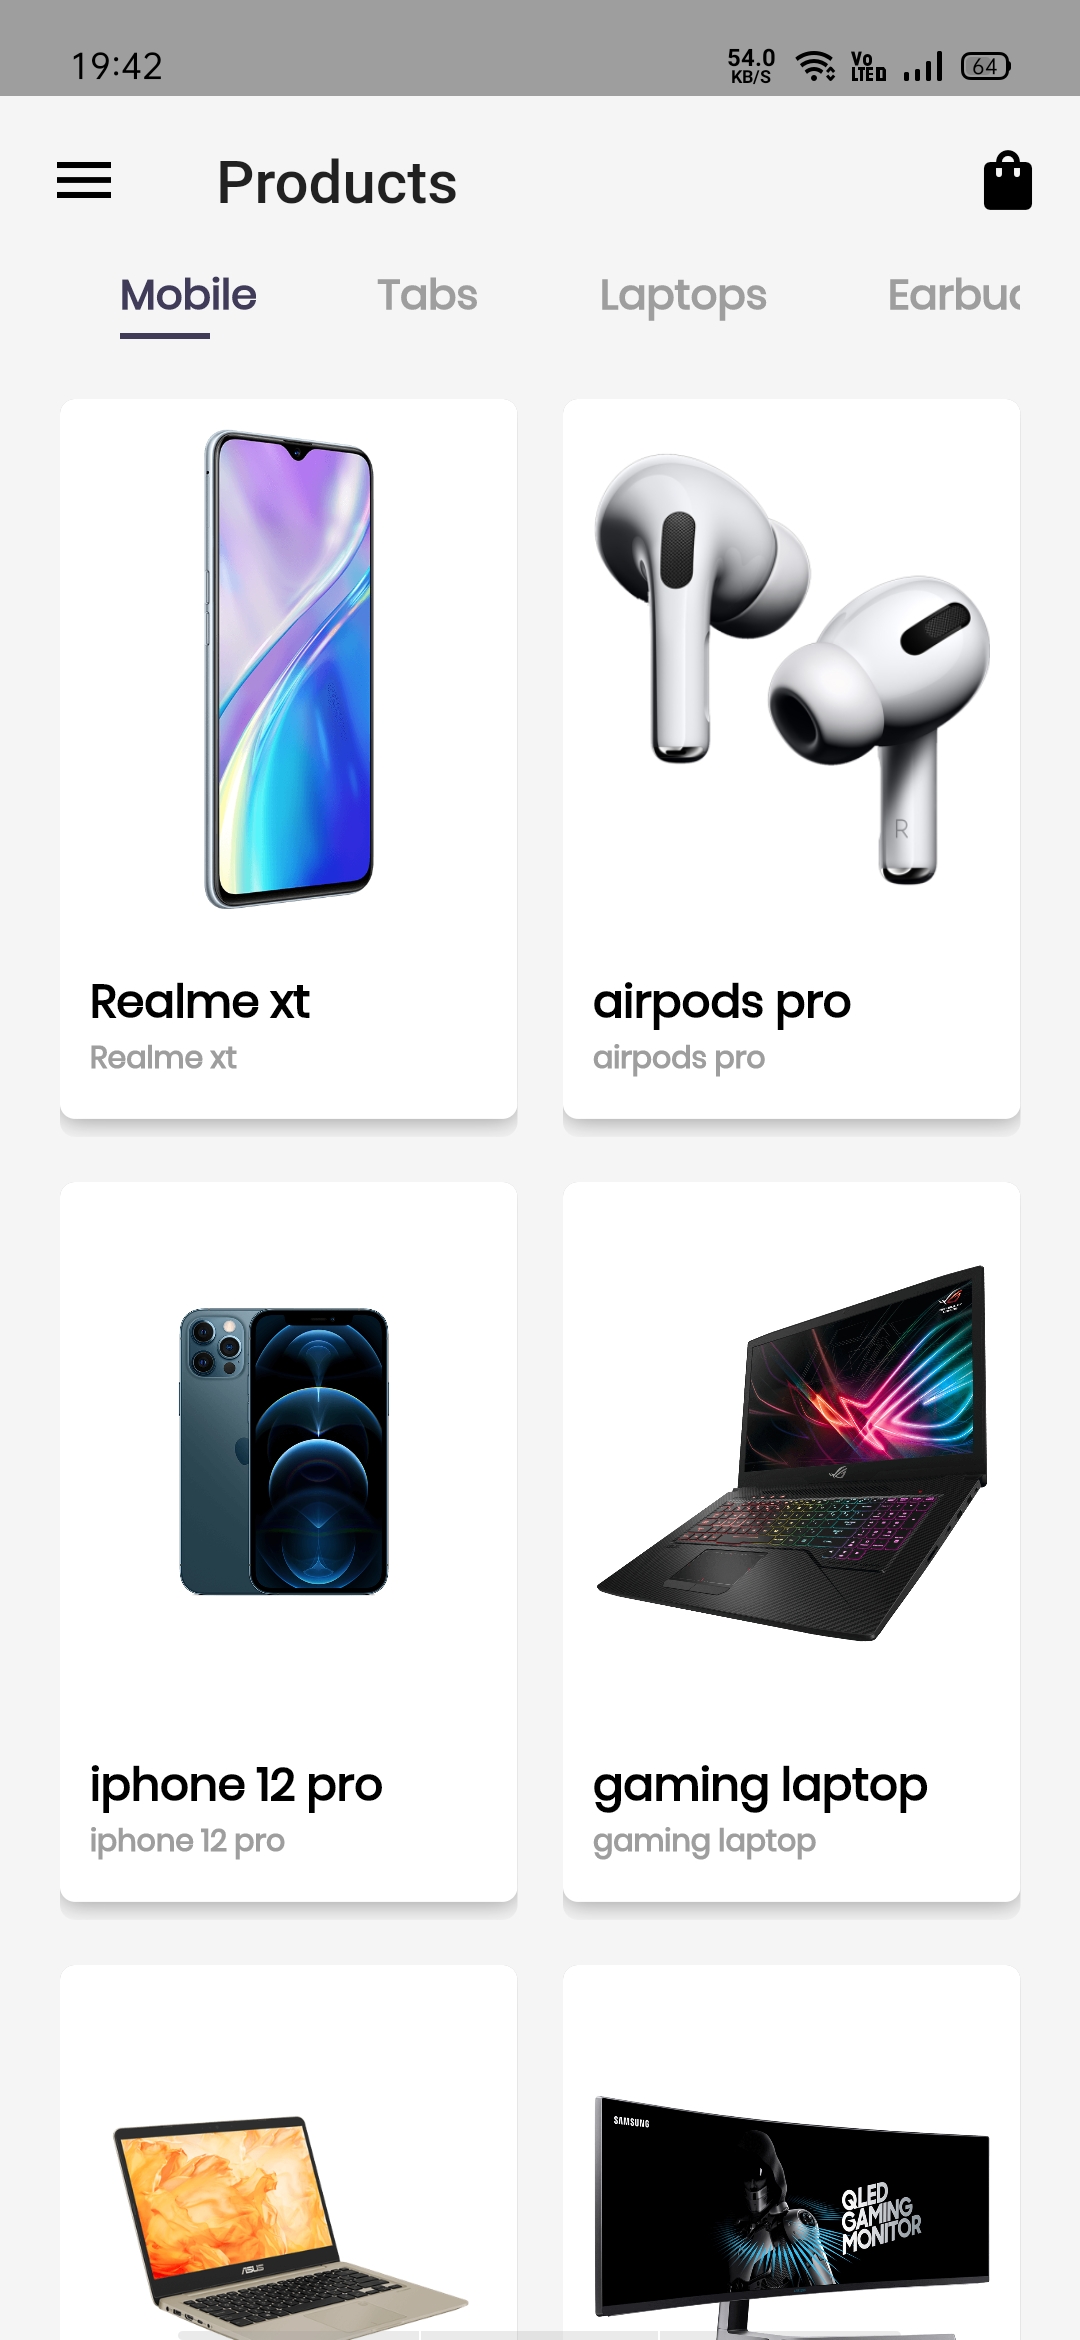 19:42
54.0 KB/S
Vo LTE
64
Products
Mobile Tabs Laptops
R
Realme xt
Realme xt
airpods pro
airpods pro
iphone 12 pro
iphone 12 pro
gaming laptop
gaming laptop
ASUS
SAMSUNG
QLED
GAMING
MONITOR